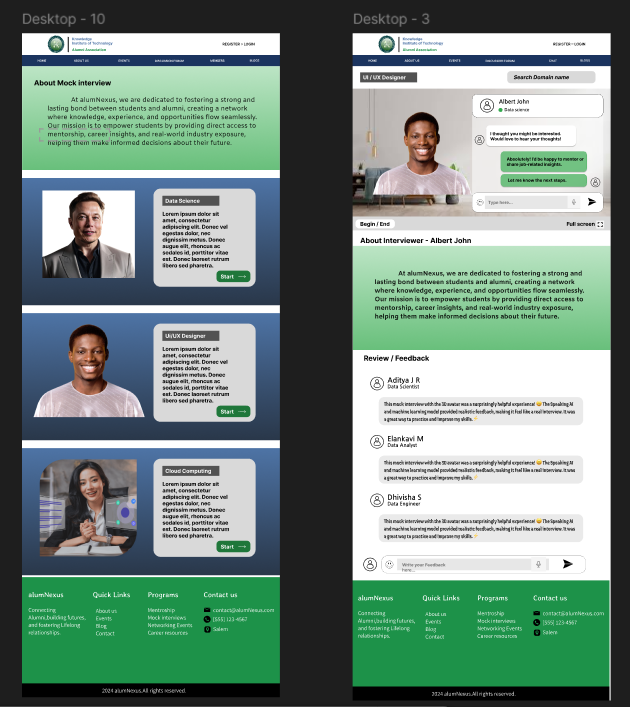 Desktop - 10
Knowledge
Institute of Technology
Alumni Association
REGISTER • LOGIN
HOME
ABOUT US
EVENTS
DISCUSSION FORUM
MEMBERS
BLOGS
About Mock interview
At alumNexus, we are dedicated to fostering a strong and
lasting bond between students and alumni, creating a network
where knowledge, experience, and opportunities flow seamlessly.
Our mission is to empower students by providing direct access to
mentorship, career insights, and real-world industry exposure,
helping them make informed decisions about their future.
Data Science
Lorem ipsum dolor sit
amet, consectetur
adipiscing elit. Donec vel
egestas dolor, nec
dignissim metus. Donec
augue elit, rhoncus ac
sodales id, porttitor vitae
est. Donec laoreet rutrum
libero sed pharetra.
Start →
Ui/UX Designer
Lorem ipsum dolor sit
amet, consectetur
adipiscing elit. Donec vel
egestas dolor, nec
dignissim metus. Donec
augue elit, rhoncus ac
sodales id, porttitor vitae
est. Donec laoreet rutrum
libero sed pharetra.
Start →
Cloud Computing
Lorem ipsum dolor sit
amet, consectetur
adipiscing elit. Donec vel
egestas dolor, nec
dignissim metus. Donec
augue elit, rhoncus ac
sodales id, porttitor vitae
est. Donec laoreet rutrum
libero sed pharetra.
Start →
alumNexus
Connecting
Alumni,building futures,
and fostering Lifelong
relationships.
Quick Links
About us
Events
Blog
Contact
Programs
Mentroship
Mock interviews
Networking Events
Career resources
Contact us
contact@alumNexus.com
(555) 123-4567
Salem
2024 alumNexus.All rights reserved.
Desktop - 3
Knowledge
Institute of Technology
Alumni Association
REGISTER • LOGIN
HOME
ABOUT US
EVENTS
DISCUSSION FORUM
CHAT
BLOGS
UI / UX Designer
Search Domain name
Albert John
Data science
I thought you might be interested.
Would love to hear your thoughts!
Absolutely! I'd be happy to mentor or
share job-related insights.
Let me know the next steps.
Type here...
Begin / End
Full screen
About Interviewer - Albert John
At alumNexus, we are dedicated to fostering a strong and
lasting bond between students and alumni, creating a network
where knowledge, experience, and opportunities flow seamlessly.
Our mission is to empower students by providing direct access to
mentorship, career insights, and real-world industry exposure,
helping them make informed decisions about their future.
Review / Feedback
Aditya J R
Data Scientist
This mock interview with the 3D avatar was a surprisingly helpful experience! 😄 The Speaking AI
and machine learning model provided realistic feedback, making it feel like a real interview. It was
a great way to practice and improve my skills.✨
Elankavi M
Data Analyst
This mock interview with the 3D avatar was a surprisingly helpful experience! 😄 The Speaking AI
and machine learning model provided realistic feedback, making it feel like a real interview. It was
a great way to practice and improve my skills.✨
Dhivisha S
Data Engineer
This mock interview with the 3D avatar was a surprisingly helpful experience! 😄 The Speaking AI
and machine learning model provided realistic feedback, making it feel like a real interview. It was
a great way to practice and improve my skills.✨
Write your Feedback
here...
alumNexus
Connecting
Alumni,building futures,
and fostering Lifelong
relationships.
Quick Links
About us
Events
Blog
Contact
Programs
Mentroship
Mock interviews
Networking Events
Career resources
Contact us
contact@alumNexus.com
(555) 123-4567
Salem
2024 alumNexus.All rights reserved.